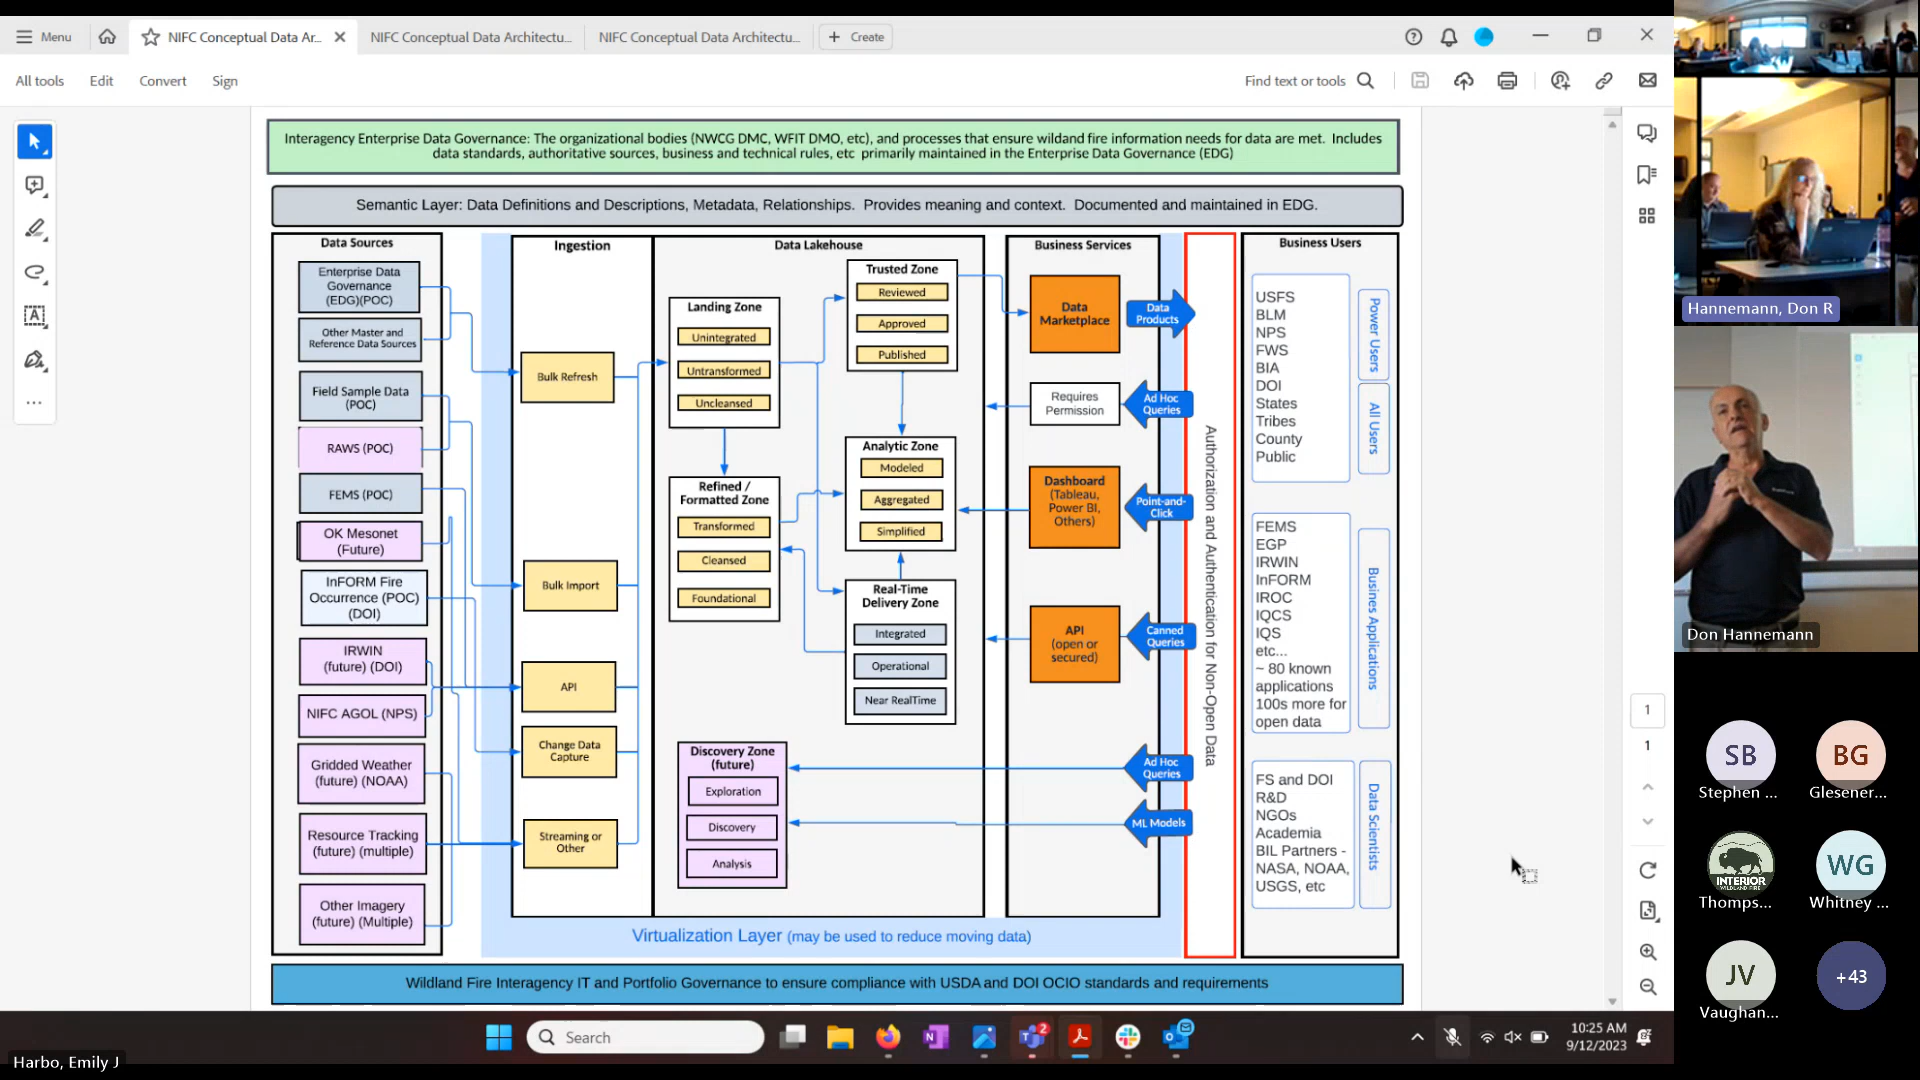 Menu
NIFC Conceptual Data Ar...
NIFC Conceptual Data Architectu...
NIFC Conceptual Data Architectu...
Create
All tools
Edit
Convert
Sign
Find text or tools
Interagency Enterprise Data Governance: The organizational bodies (NWCG DMC, WFIT DMO, etc), and processes that ensure wildand fire information needs for data are met. Includes
data standards, authoritative sources, business and technical rules, etc primarily maintained in the Enterprise Data Governance (EDG)
Semantic Layer: Data Definitions and Descriptions, Metadata, Relationships. Provides meaning and context. Documented and maintained in EDG.
Data Sources
Enterprise Data
Governance
(EDG)(POC)
Other Master and
Reference Data Sources
Field Sample Data
(POC)
RAWS (POC)
FEMS (POC)
OK Mesonet
(Future)
InFORM Fire
Occurrence (POC)
(DOI)
IRWIN
(future) (DOI)
NIFC AGOL (NPS)
Gridded Weather
(future) (NOAA)
Resource Tracking
(future) (multiple)
Other Imagery
(future) (Multiple)
Ingestion
Bulk Refresh
Bulk Import
API
Change Data
Capture
Streaming or
Other
Data Lakehouse
Landing Zone
Unintegrated
Untransformed
Uncleansed
Refined /
Formatted Zone
Transformed
Cleansed
Foundational
Trusted Zone
Reviewed
Approved
Published
Analytic Zone
Modeled
Aggregated
Simplified
Real-Time
Delivery Zone
Integrated
Operational
Near RealTime
Discovery Zone
(future)
Exploration
Discovery
Analysis
Business Services
Data
Marketplace
Requires
Permission
Dashboard
(Tableau,
Power BI,
Others)
API
(open or
secured)
Data
Products
Ad Hoc
Queries
Point-and-
Click
Canned
Queries
Ad Hoc
Queries
ML Models
Authorization and Authentication for Non-Open Data
Business Users
USFS
BLM
NPS
FWS
BIA
DOI
States
Tribes
County
Public
Power Users
All Users
FEMS
EGP
IRWIN
InFORM
IROC
IQCS
IQS
etc...
~ 80 known
applications
100s more for
open data
Busines Applications
FS and DOI
R&D
NGOs
Academia
BIL Partners -
NASA, NOAA,
USGS, etc
Data Scientists
Virtualization Layer (may be used to reduce moving data)
Wildland Fire Interagency IT and Portfolio Governance to ensure compliance with USDA and DOI OCIO standards and requirements
1
1
Search
2
10:25 AM
9/12/2023
Harbo, Emily J
Hannemann, Don R
Don Hannemann
SB
Stephen ...
BG
Glesener...
INTERIOR
WILDLAND FIRE
Thomps...
WG
Whitney ...
JV
Vaughan...
+43